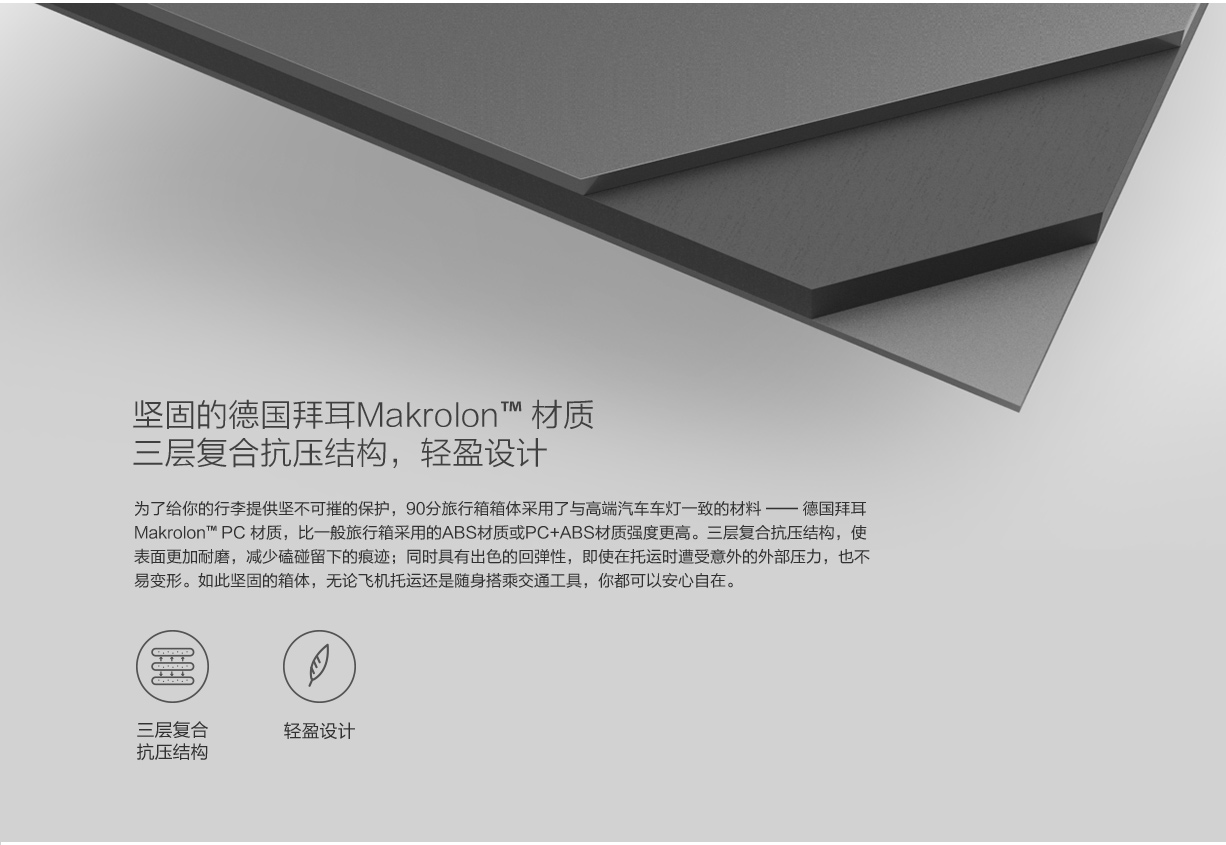 坚固的德国拜耳Makrolon™ 材质
三层复合抗压结构，轻盈设计
为了给你的行李提供坚不可摧的保护，90分旅行箱箱体采用了与高端汽车车灯一致的材料 —— 德国拜耳
Makrolon™ PC 材质，比一般旅行箱采用的ABS材质或PC+ABS材质强度更高。三层复合抗压结构，使
表面更加耐磨，减少磕碰留下的痕迹；同时具有出色的回弹性，即使在托运时遭受意外的外部压力，也不
易变形。如此坚固的箱体，无论飞机托运还是随身搭乘交通工具，你都可以安心自在。
三层复合
抗压结构
轻盈设计